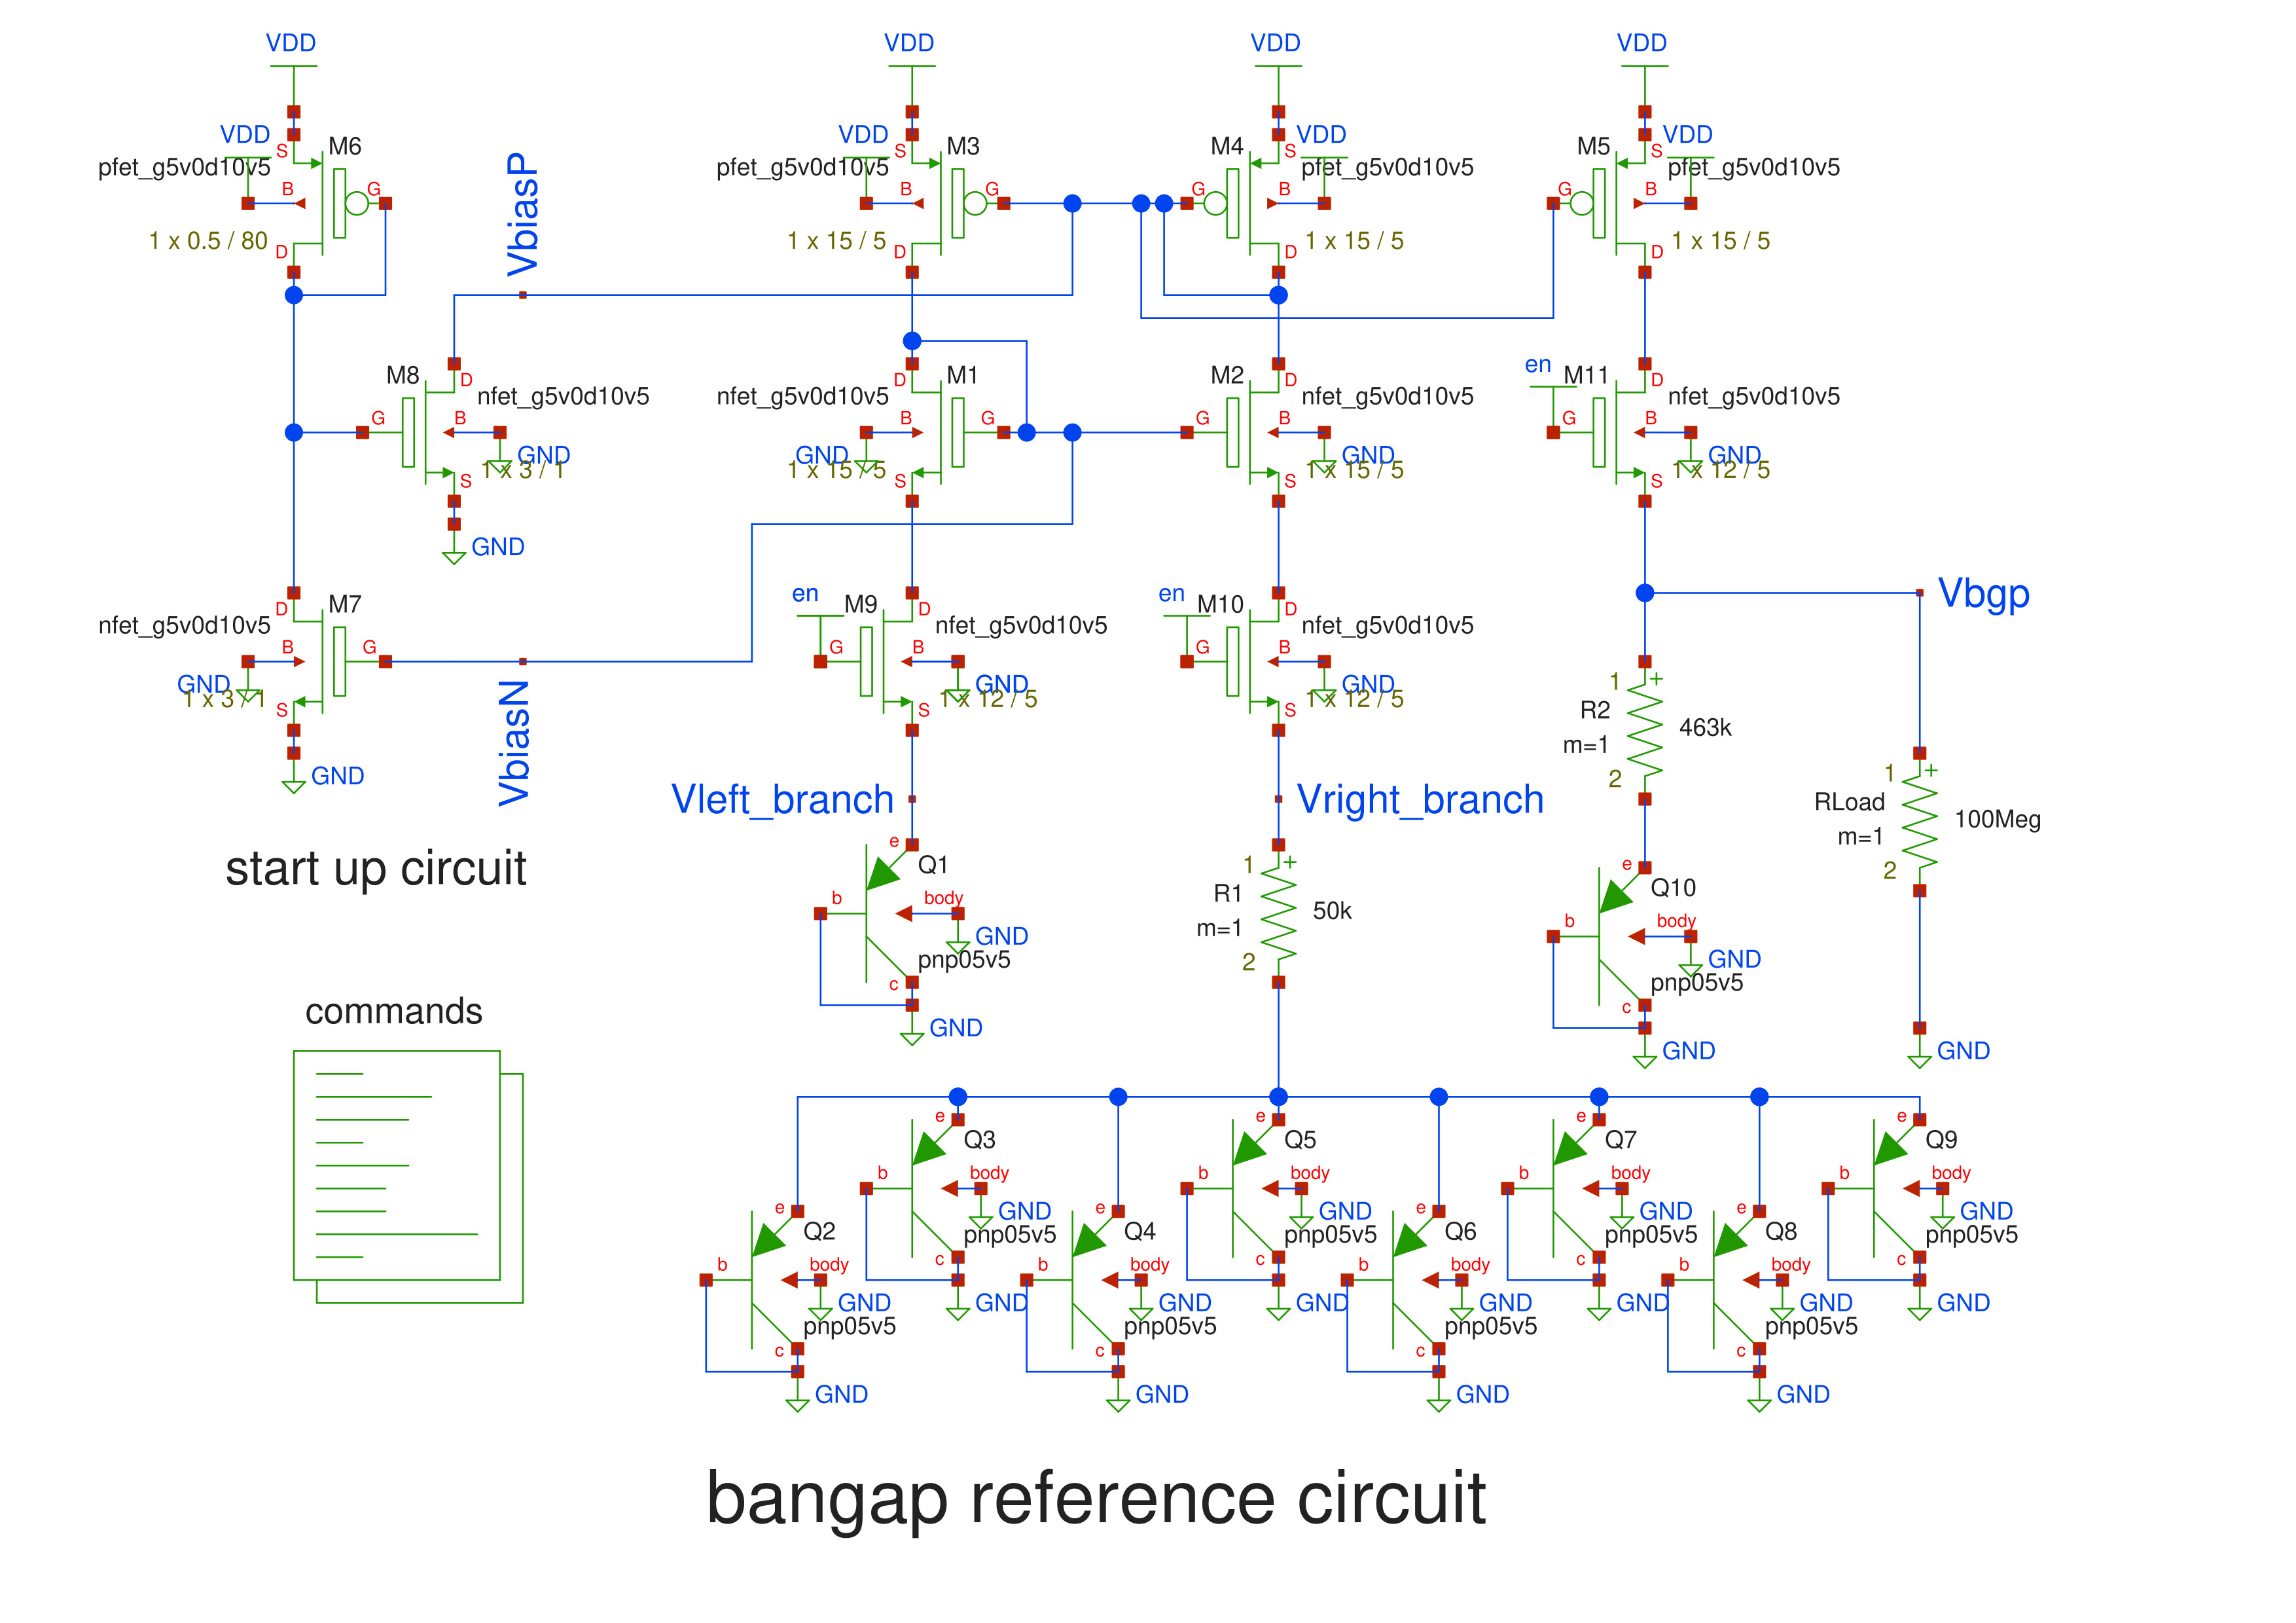 VDD
VDD
VDD
VDD
VDD
S
M6
pfet_g5v0d10v5
B
G
1 x 0.5 / 80
D
VbiasP
VDD
S
M3
pfet_g5v0d10v5
B
G
1 x 15 / 5
D
M4
VDD
S
pfet_g5v0d10v5
G
B
1 x 15 / 5
D
M5
VDD
S
pfet_g5v0d10v5
G
B
1 x 15 / 5
D
M8
D
nfet_g5v0d10v5
G
B
GND
1 x 3 / 1
S
GND
nfet_g5v0d10v5
D
M1
B
G
GND
1 x 15 / 5
S
M2
D
nfet_g5v0d10v5
G
B
GND
1 x 15 / 5
S
en
M11
D
nfet_g5v0d10v5
G
B
GND
1 x 12 / 5
S
D
M7
nfet_g5v0d10v5
B
G
GND
1 x 3 / 1
S
GND
VbiasN
en
M9
D
nfet_g5v0d10v5
G
B
GND
1 x 12 / 5
S
en
M10
D
nfet_g5v0d10v5
G
B
GND
1 x 12 / 5
S
Vbgp
1
+
R2
m=1
463k
2
Vleft_branch
Vright_branch
1
+
RLoad
m=1
100Meg
2
GND
start up circuit
e
Q1
b
body
GND
pnp05v5
c
GND
1
+
R1
m=1
50k
2
e
Q10
b
body
GND
pnp05v5
c
GND
commands
e
Q2
b
body
GND
pnp05v5
c
GND
e
Q3
b
body
GND
pnp05v5
c
GND
e
Q4
b
body
GND
pnp05v5
c
GND
e
Q5
b
body
GND
pnp05v5
c
GND
e
Q6
b
body
GND
pnp05v5
c
GND
e
Q7
b
body
GND
pnp05v5
c
GND
e
Q8
b
body
GND
pnp05v5
c
GND
e
Q9
b
body
GND
pnp05v5
c
bangap reference circuit